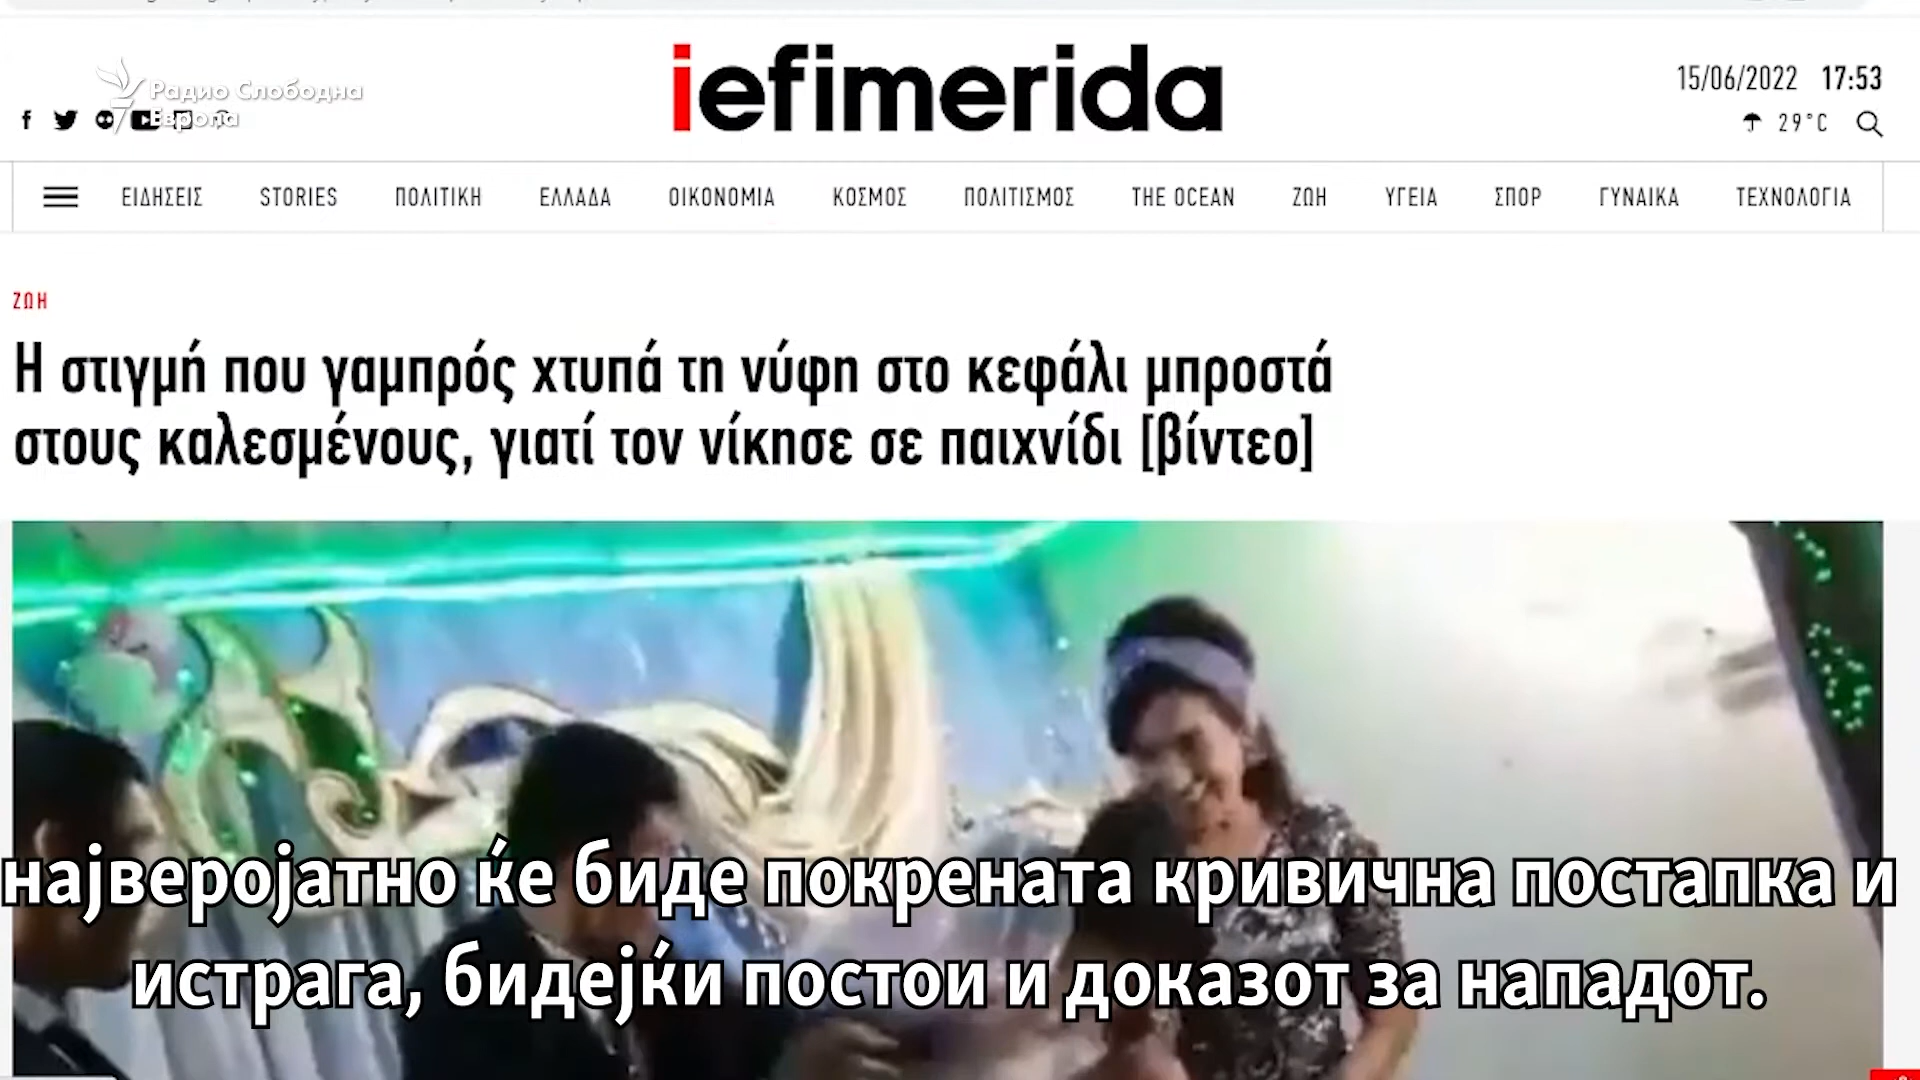 Радио Слободна
Европа
iefimerida
15/06/2022 17:53
29°C
ΕΙΔΗΣΕΙΣ STORIES ΠΟΛΙΤΙΚΗ ΕΛΛΑΔΑ ΟΙΚΟΝΟΜΙΑ ΚΟΣΜΟΣ ΠΟΛΙΤΙΣΜΟΣ THE OCEAN ΖΩΗ ΥΓΕΙΑ ΣΠΟΡ ΓΥΝΑΙΚΑ ΤΕΧΝΟΛΟΓΙΑ
ΖΩΗ
Η στιγμή που γαμπρός χτυπά τη νύφη στο κεφάλι μπροστά
στους καλεσμένους, γιατί τον νίκησε σε παιχνίδι [βίντεο]
најверојатно ќе биде покрената кривична постапка и
истрага, бидејќи постои и доказот за нападот.